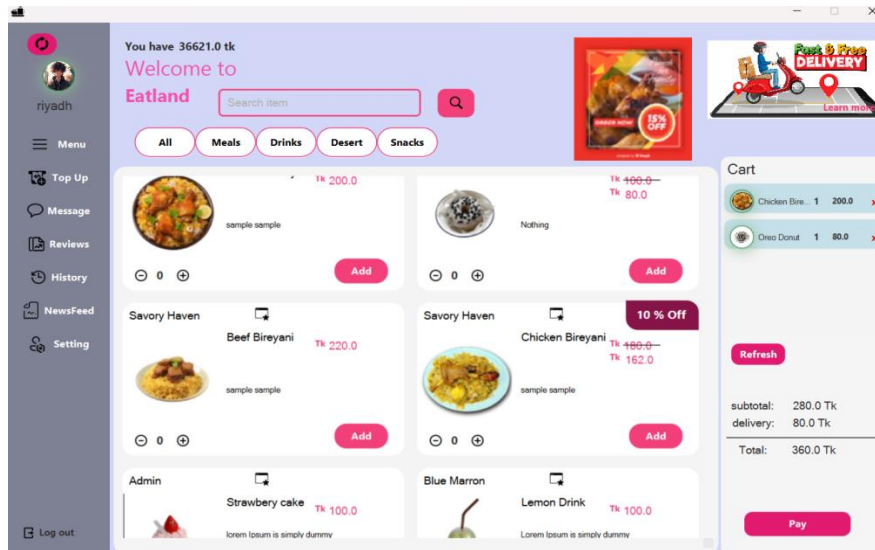 You have 36621.0 tk
Welcome to
Eatland
Search item
All
Meals
Drinks
Desert
Snacks
ORDER NOW
15%
OFF
Fast & Free
DELIVERY
Learn more
riyadh
Menu
Top Up
Message
Reviews
History
NewsFeed
Setting
Log out
Tk 200.0
sample sample
0
Add
Tk 100.0
Tk 80.0
Nothing
0
Add
Savory Haven
Beef Bireyani
Tk 220.0
sample sample
0
Add
Savory Haven
10 % Off
Chicken Bireyani
Tk 180.0
Tk 162.0
sample sample
0
Add
Admin
Strawbery cake
Tk 100.0
lorem Ipsum is simply dummy
Blue Marron
Lemon Drink
Tk 100.0
Lorem Ipsum is simply dummy
Cart
Chicken Bire... 1 200.0 x
Oreo Donut 1 80.0 x
Refresh
subtotal: 280.0 Tk
delivery: 80.0 Tk
Total: 360.0 Tk
Pay